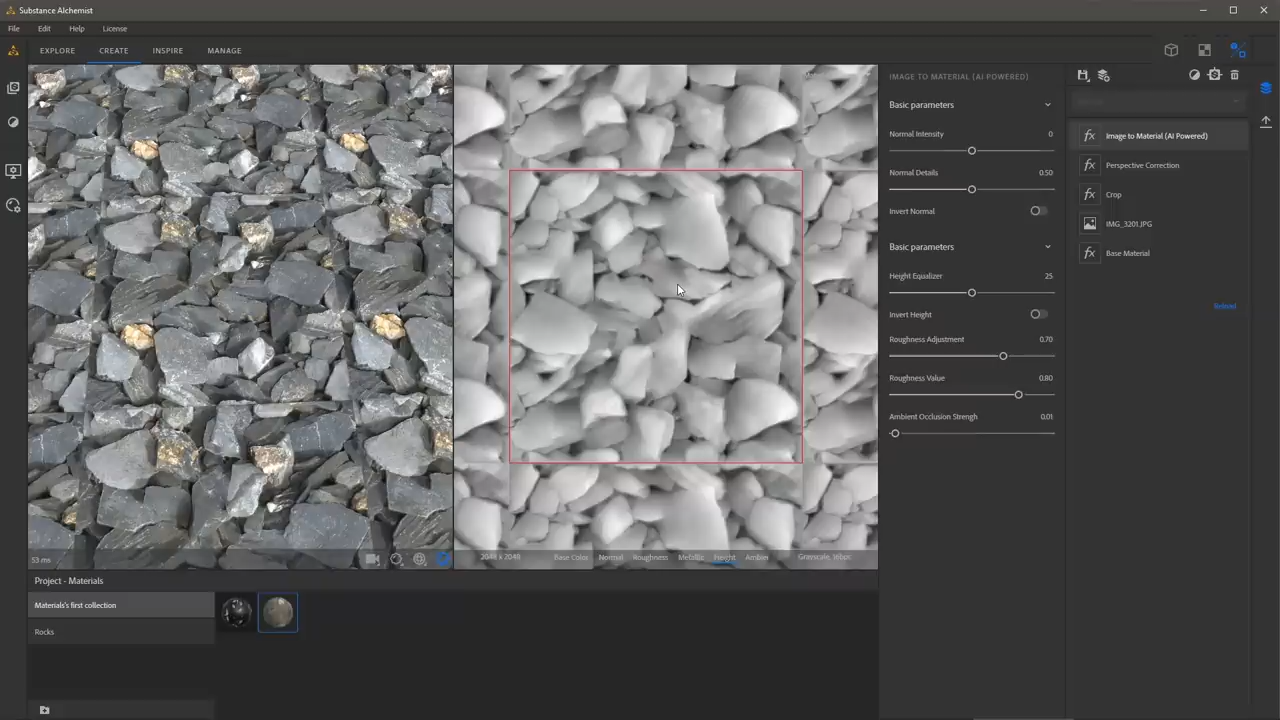 Substance Alchemist
File Edit Help License
EXPLORE CREATE INSPIRE MANAGE
IMAGE TO MATERIAL (AI POWERED)
Basic parameters
Normal Intensity 0
Normal Details 0.50
Invert Normal
Basic parameters
Height Equalizer 25
Invert Height
Roughness Adjustment 0.70
Roughness Value 0.80
Ambient Occlusion Strengh 0.01
Image to Material (AI Powered)
Perspective Correction
Crop
IMG_3201.JPG
Base Material
Reload
53 ms
2048 x 2048 Base Color Normal Roughness Metallic Height Ambien Grayscale, 16bpc
Project - Materials
Materials's first collection
Rocks